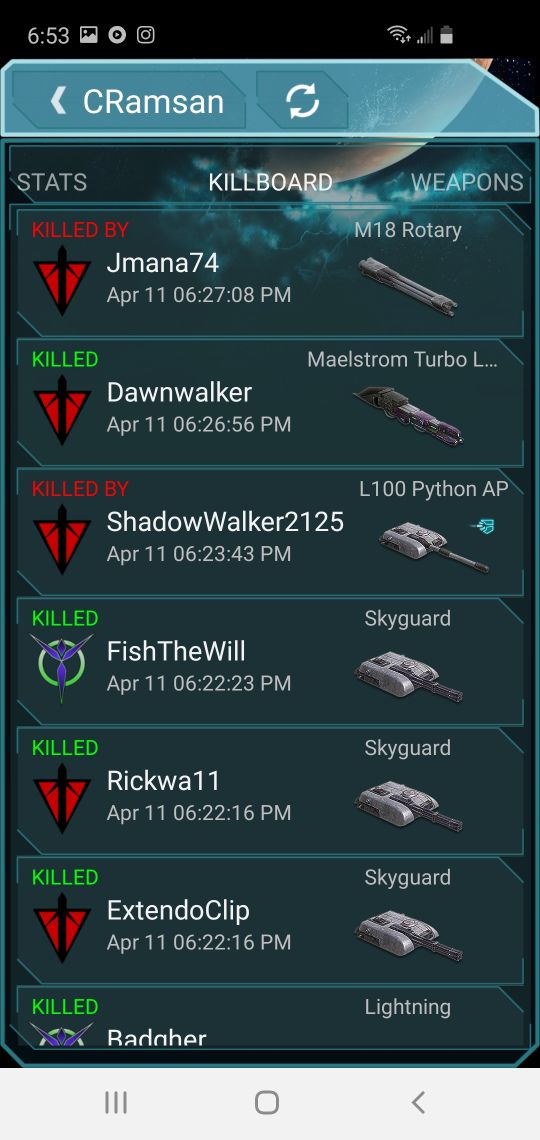 6:53
CRamsan
STATS KILLBOARD WEAPONS
KILLED BY M18 Rotary
Jmana74
Apr 11 06:27:08 PM
KILLED Maelstrom Turbo L...
Dawnwalker
Apr 11 06:26:56 PM
KILLED BY L100 Python AP
ShadowWalker2125
Apr 11 06:23:43 PM
KILLED Skyguard
FishTheWill
Apr 11 06:22:23 PM
KILLED Skyguard
Rickwa11
Apr 11 06:22:16 PM
KILLED Skyguard
ExtendoClip
Apr 11 06:22:16 PM
KILLED Lightning
Badgher